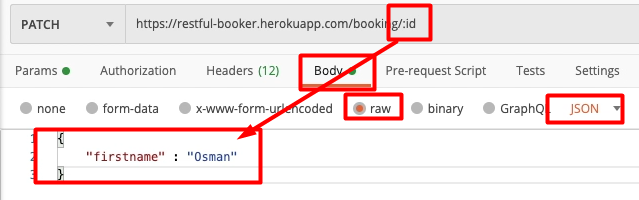 PATCH https://restful-booker.herokuapp.com/booking/:id
Params Authorization Headers (12) Body Pre-request Script Tests Settings
none form-data x-www-form-urlencoded raw binary GraphQL JSON
1 {
2 "firstname" : "Osman"
3 }